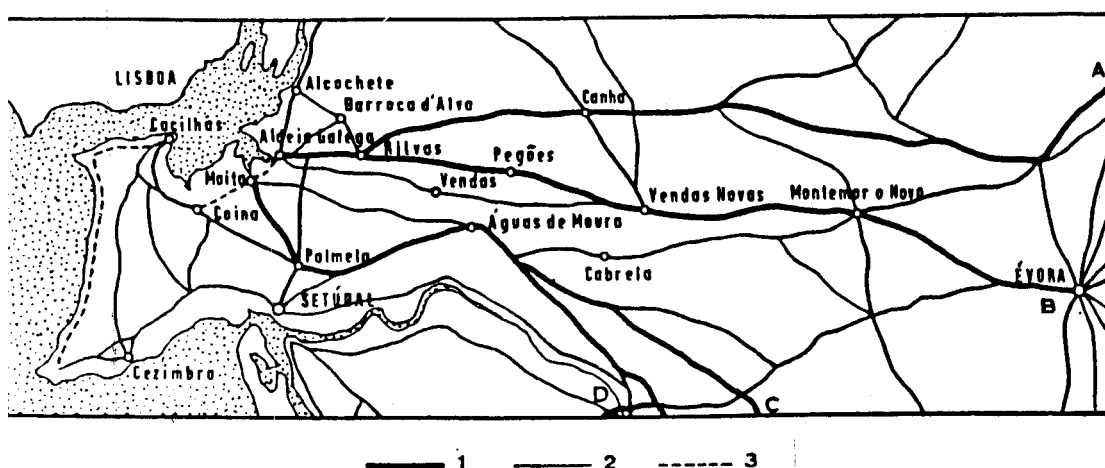 LISBOA
Alcochete
Barroca d'Alva
Canha
A
Cacilhas
Aldeia Galega
Rilvas
Pegões
Moita
Vendas
Vendas Novas
Montemor o Novo
Coina
Águas de Moura
Palmela
Cabrela
ÉVORA
B
SETÚBAL
Cezimbra
D
C
1 2 3